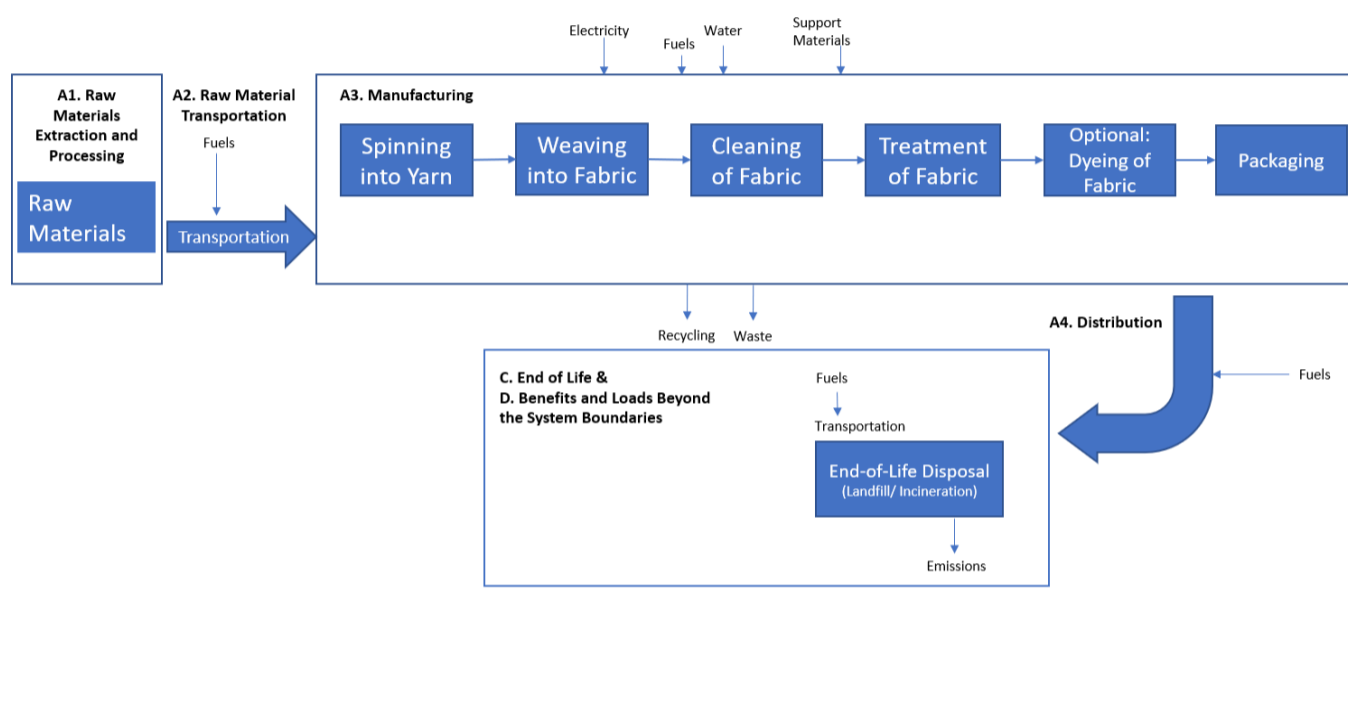 Electricity
Fuels
Water
Support
Materials
A1. Raw
Materials
Extraction and
Processing
Raw
Materials
A2. Raw Material
Transportation
Fuels
Transportation
A3. Manufacturing
Spinning
into Yarn
Weaving
into Fabric
Cleaning
of Fabric
Treatment
of Fabric
Optional:
Dyeing of
Fabric
Packaging
Recycling
Waste
A4. Distribution
Fuels
C. End of Life &
D. Benefits and Loads Beyond
the System Boundaries
Fuels
Transportation
End-of-Life Disposal
(Landfill/ Incineration)
Emissions